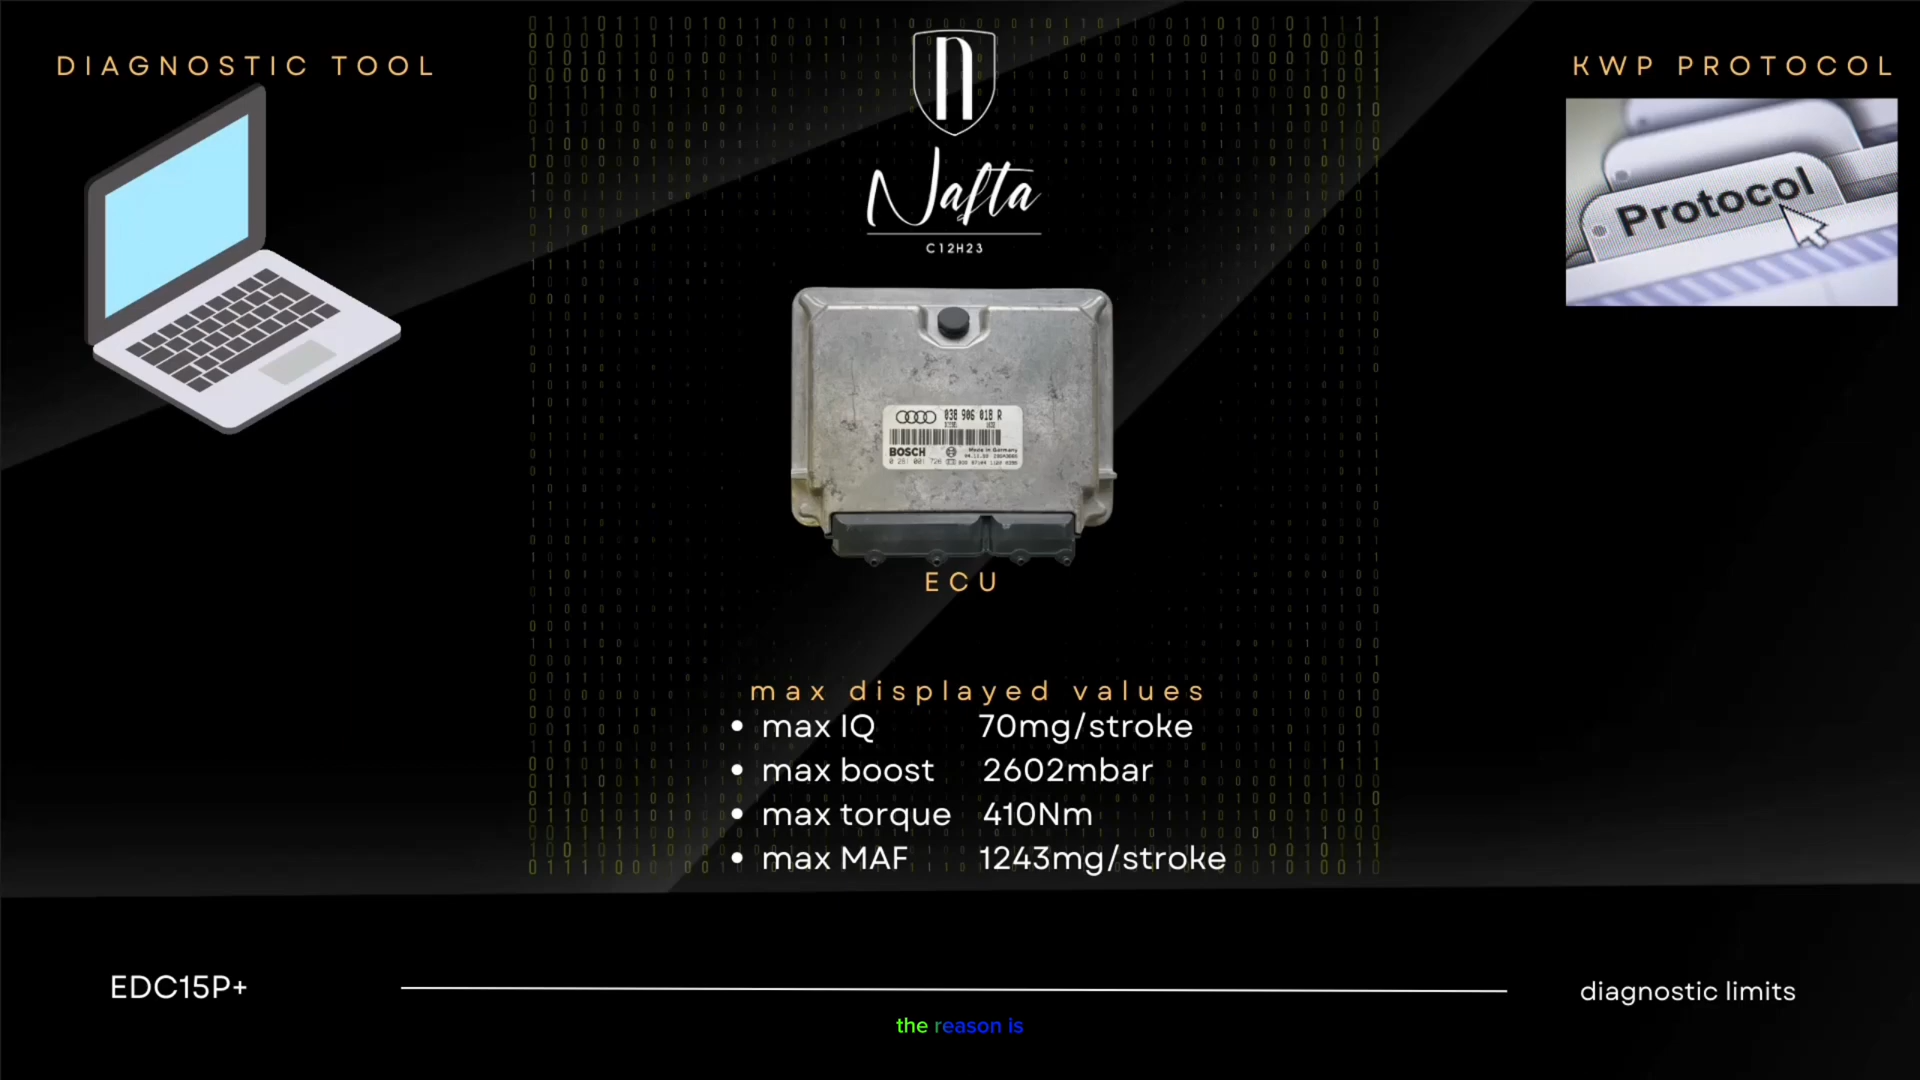 DIAGNOSTIC TOOL
n
Nafta
C12H23
KWP PROTOCOL
Protocol
038 906 018 R
BOSCH
Made in Germany
ECU
max displayed values
• max IQ 70mg/stroke
• max boost 2602mbar
• max torque 410Nm
• max MAF 1243mg/stroke
EDC15P+
diagnostic limits
the reason is